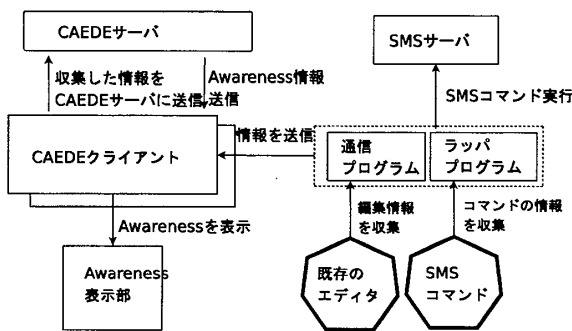 CAEDEサーバ
SMSサーバ
収集した情報を
CAEDEサーバに送信
Awareness情報
送信
SMSコマンド実行
情報を送信
CAEDEクライアント
通信
プログラム
ラッパ
プログラム
Awarenessを表示
編集情報
を収集
コマンドの情報
を収集
Awareness
表示部
既存の
エディタ
SMS
コマンド